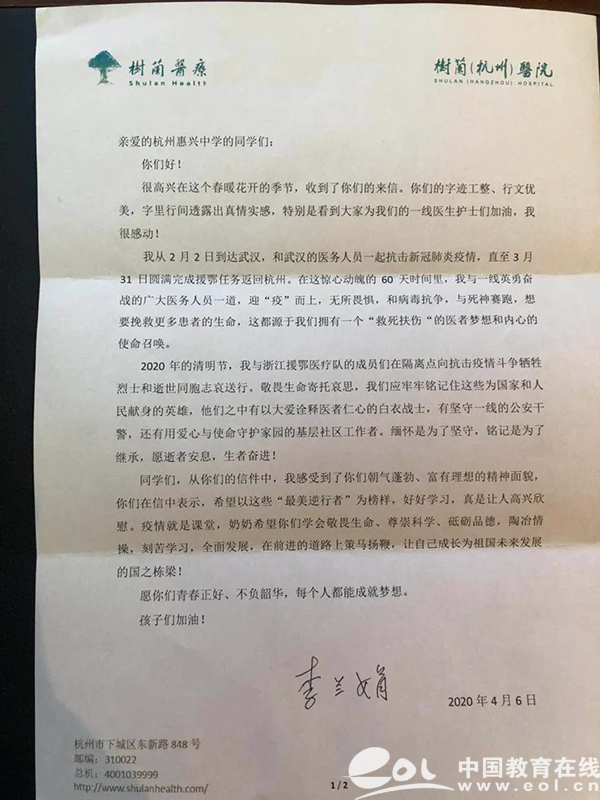 樹蘭醫療
Shulan Health
樹蘭(杭州)醫院
SHULAN (HANGZHOU) HOSPITAL
亲爱的杭州惠兴中学的同学们：
你们好！
很高兴在这个春暖花开的季节，收到了你们的来信。你们的字迹工整、行文优
美，字里行间透露出真情实感，特别是看到大家为我们的一线医生护士们加油，我
很感动！
我从 2 月 2 日到达武汉，和武汉的医务人员一起抗击新冠肺炎疫情，直至 3 月
31 日圆满完成援鄂任务返回杭州。在这惊心动魄的 60 天时间里，我与一线英勇奋
战的广大医务人员一道，迎“疫”而上，无所畏惧，和病毒抗争，与死神赛跑，想
要挽救更多患者的生命，这都源于我们拥有一个“救死扶伤“的医者梦想和内心的
使命召唤。
2020 年的清明节，我与浙江援鄂医疗队的成员们在隔离点向抗击疫情斗争牺牲
烈士和逝世同胞志哀送行。敬畏生命寄托哀思，我们应牢牢铭记住这些为国家和人
民献身的英雄，他们之中有以大爱诠释医者仁心的白衣战士，有坚守一线的公安干
警，还有用爱心与使命守护家园的基层社区工作者。缅怀是为了坚守，铭记是为了
继承，愿逝者安息，生者奋进！
同学们，从你们的信件中，我感受到了你们朝气蓬勃、富有理想的精神面貌，
你们在信中表示，希望以这些“最美逆行者”为榜样，好好学习，真是让人高兴欣
慰。疫情就是课堂，奶奶希望你们学会敬畏生命、尊崇科学、砥砺品德，陶冶情
操，刻苦学习，全面发展，在前进的道路上策马扬鞭，让自己成长为祖国未来发展
的国之栋梁！
愿你们青春正好、不负韶华，每个人都能成就梦想。
孩子们加油！
李兰娟
2020 年 4 月 6 日
杭州市下城区东新路 848 号
邮编：310022
总机：4001039999
http://www.shulanhealth.com/
1 / 2
eol 中国教育在线
www.eol.cn